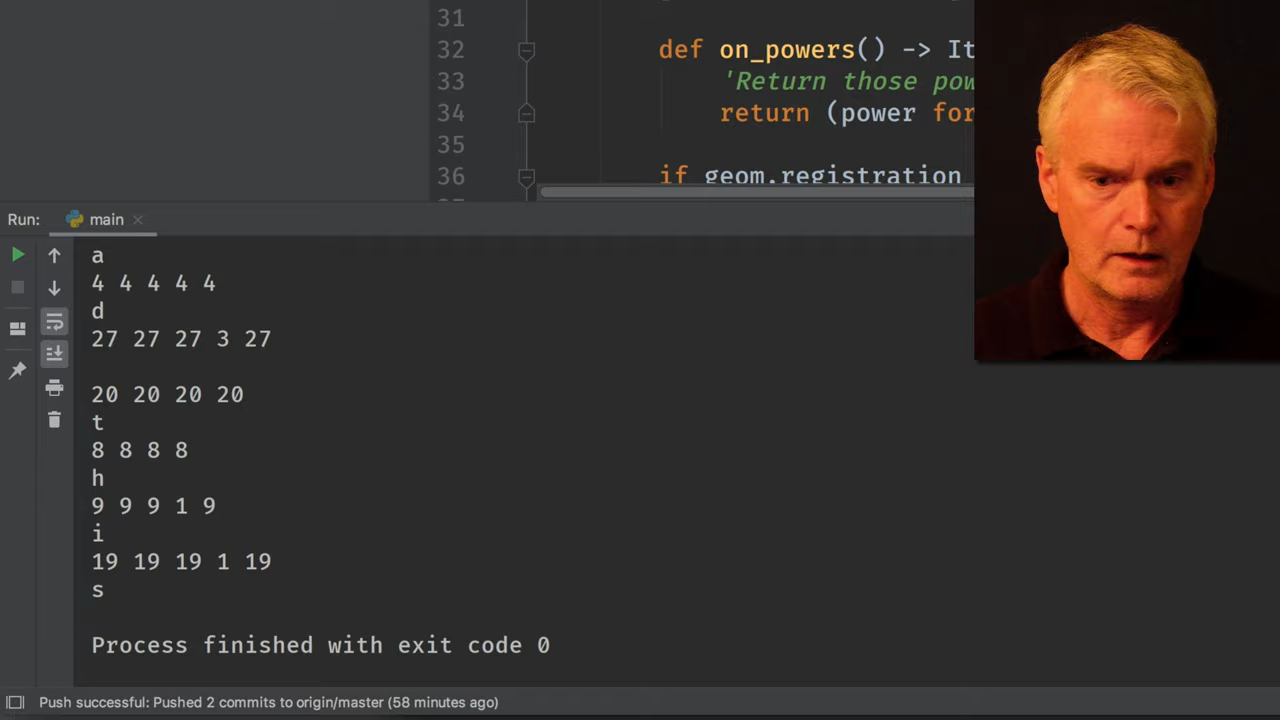 31
32 def on_powers() -> It
33 'Return those pow
34 return (power for
35
36 if geom.registration
Run: main
a
4 4 4 4 4
d
27 27 27 3 27
20 20 20 20
t
8 8 8 8
h
9 9 9 1 9
i
19 19 19 1 19
s
Process finished with exit code 0
Push successful: Pushed 2 commits to origin/master (58 minutes ago)